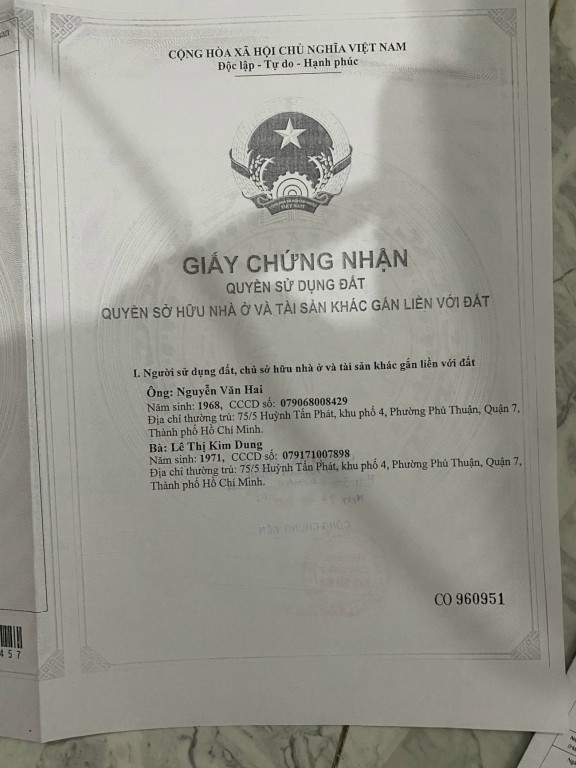 CỘNG HÒA XÃ HỘI CHỦ NGHĨA VIỆT NAM
Độc lập - Tự do - Hạnh phúc
VIỆT NAM
GIẤY CHỨNG NHẬN
QUYỀN SỬ DỤNG ĐẤT
QUYỀN SỞ HỮU NHÀ Ở VÀ TÀI SẢN KHÁC GẮN LIỀN VỚI ĐẤT
I. Người sử dụng đất, chủ sở hữu nhà ở và tài sản khác gắn liền với đất
Ông: Nguyễn Văn Hai
Năm sinh: 1968, CCCD số: 079068008429
Địa chỉ thường trú: 75/5 Huỳnh Tấn Phát, khu phố 4, Phường Phú Thuận, Quận 7,
Thành phố Hồ Chí Minh.
Bà: Lê Thị Kim Dung
Năm sinh: 1971, CCCD số: 079171007898
Địa chỉ thường trú: 75/5 Huỳnh Tấn Phát, khu phố 4, Phường Phú Thuận, Quận 7,
Thành phố Hồ Chí Minh.
CÔNG CHỨNG VIÊN
CO 960951
457